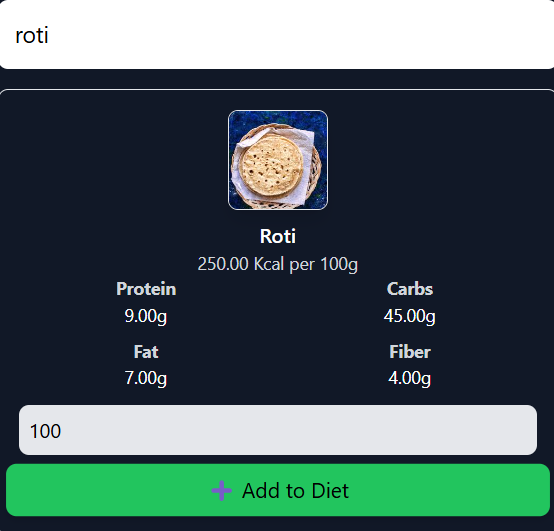 roti
Roti
250.00 Kcal per 100g
Protein Carbs
9.00g 45.00g
Fat Fiber
7.00g 4.00g
100
Add to Diet